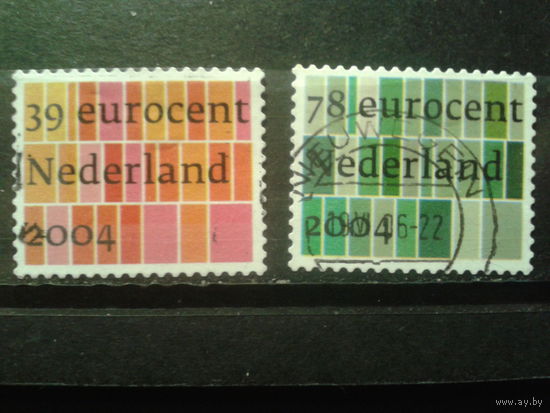 39 eurocent
Nederland
2004
78 eurocent
Nederland
2004
www.ay.by